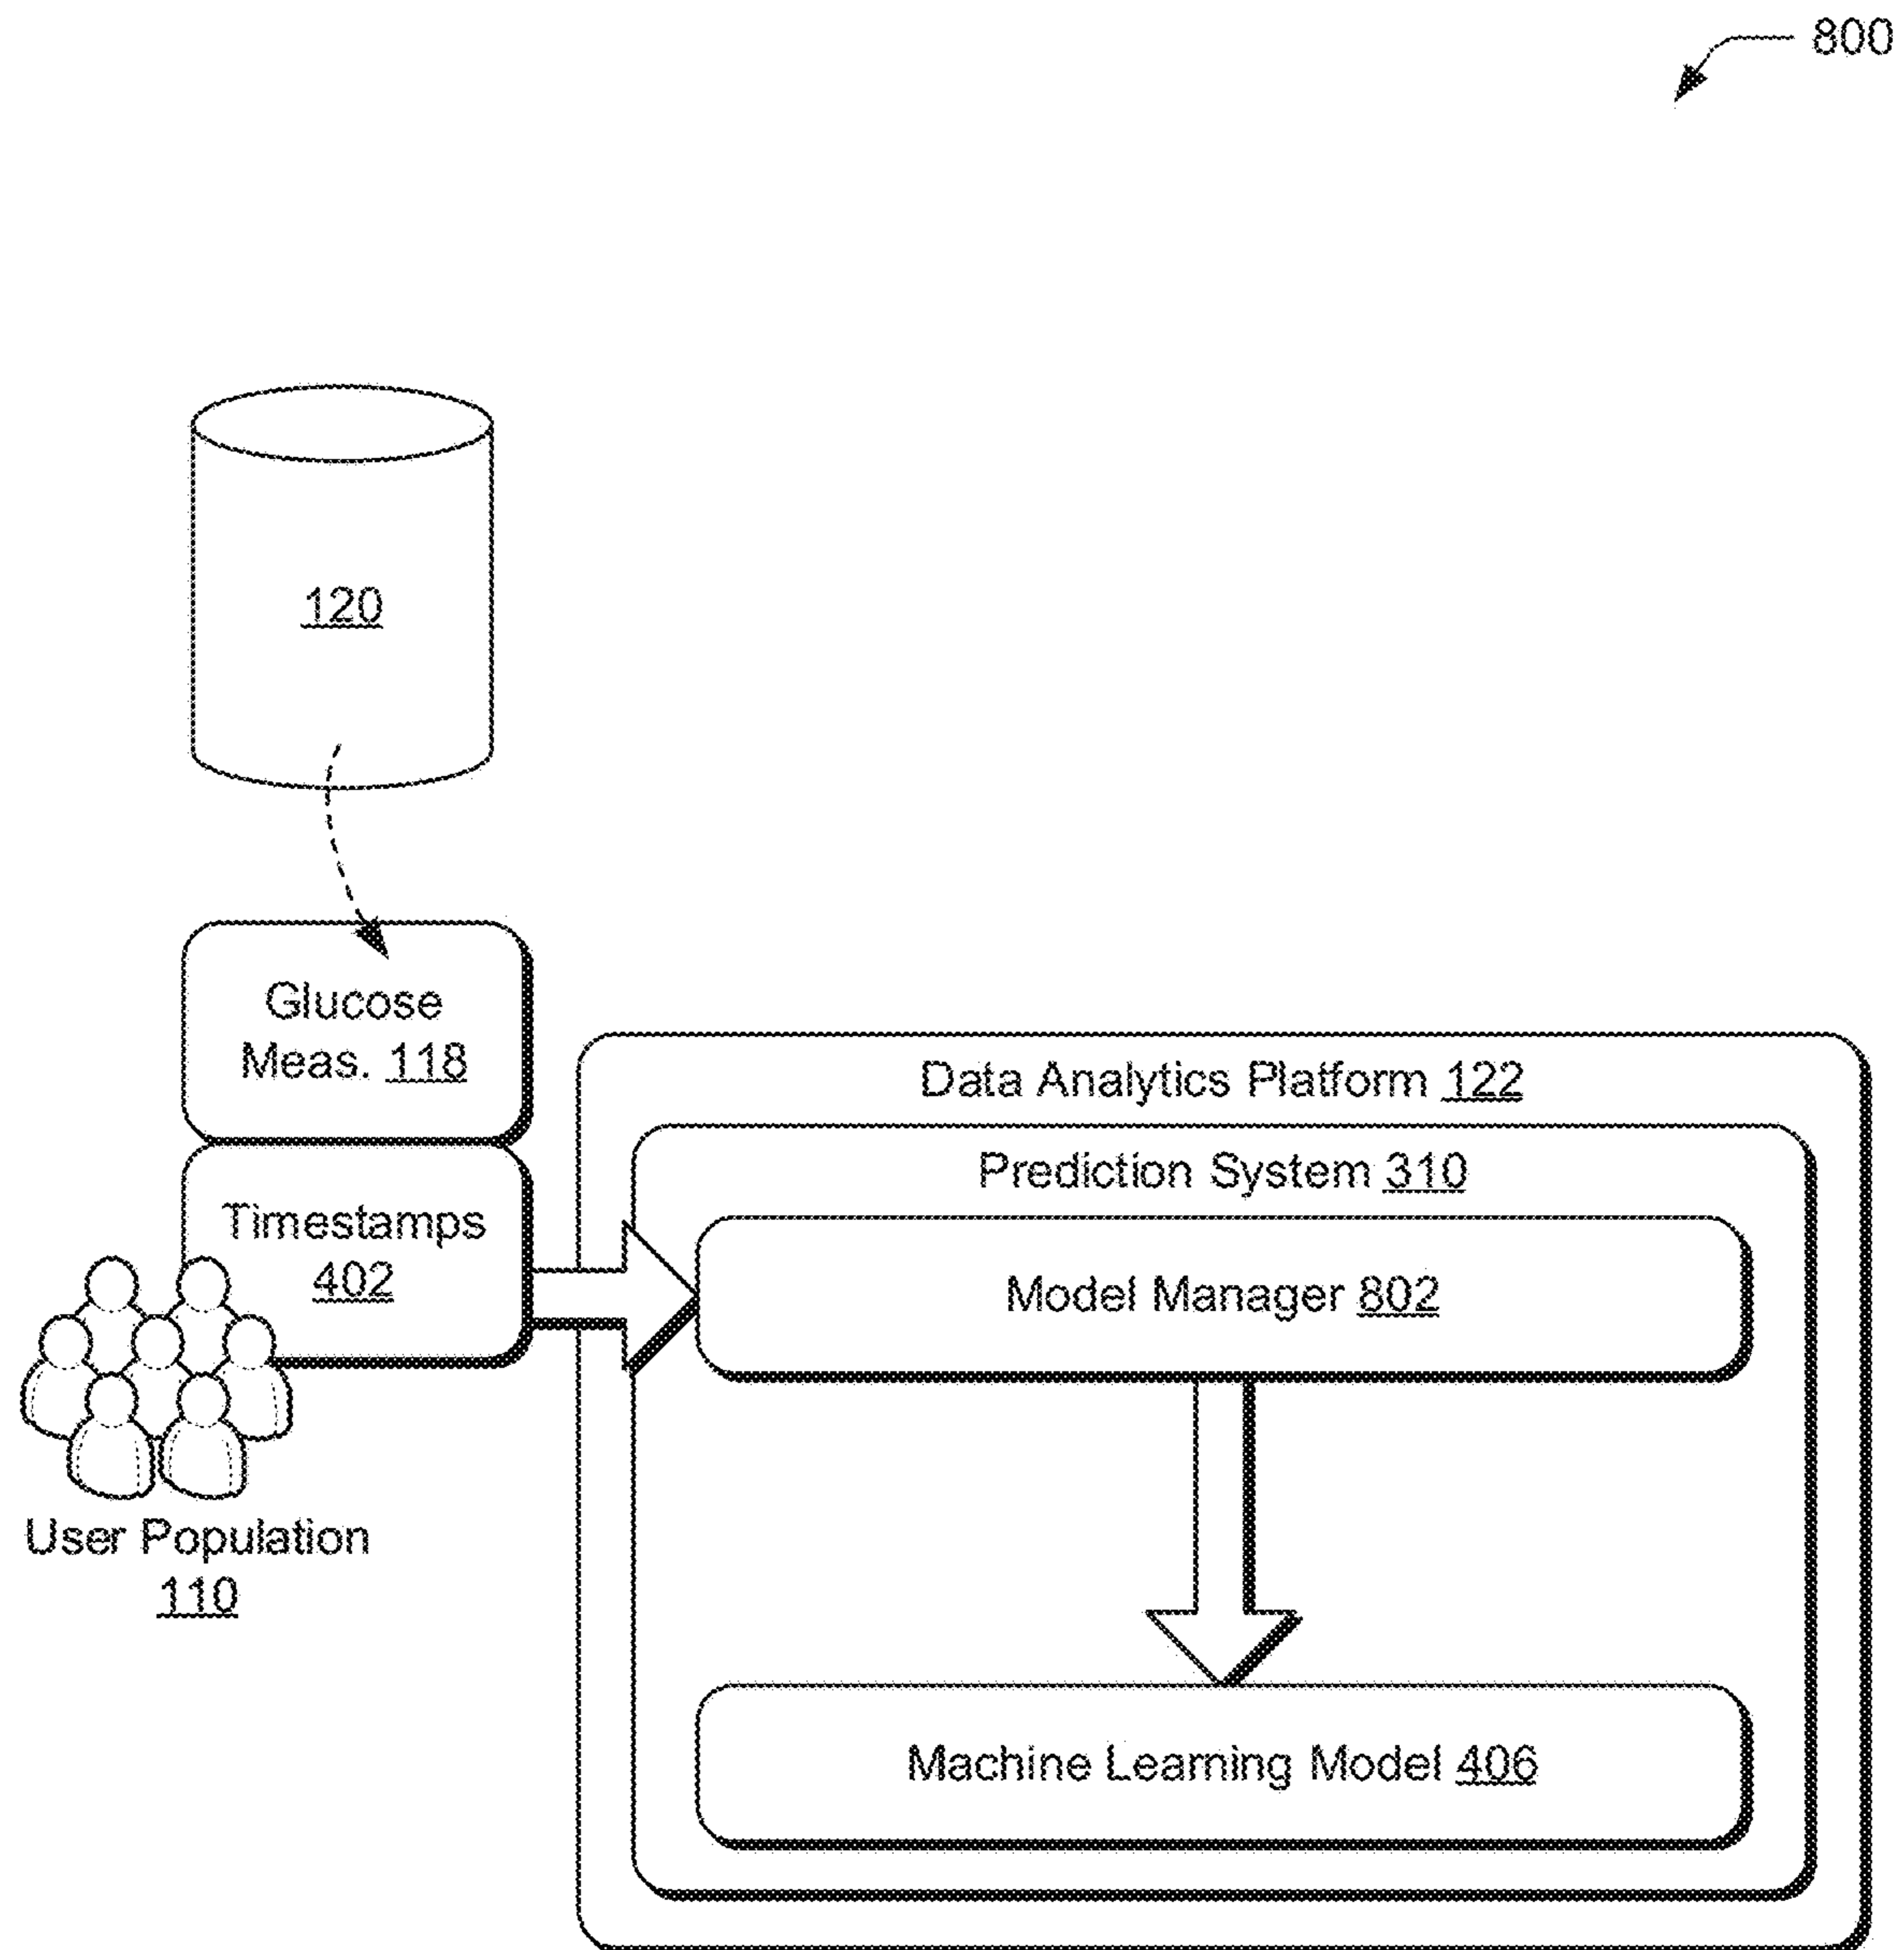 800
120
Glucose
Meas. 118
Data Analytics Platform 122
Prediction System 310
Timestamps
402
Model Manager 802
User Population
110
Machine Learning Model 406